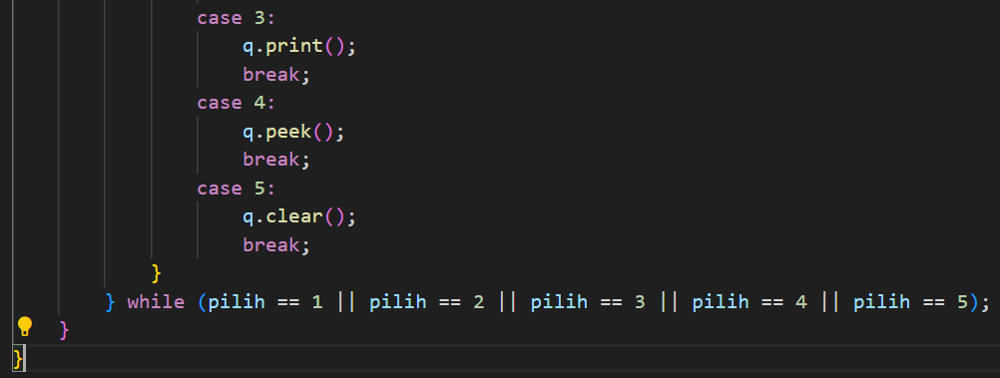 case 3:
q.print();
break;
case 4:
q.peek();
break;
case 5:
q.clear();
break;
}
} while (pilih == 1 || pilih == 2 || pilih == 3 || pilih == 4 || pilih == 5);
}
}